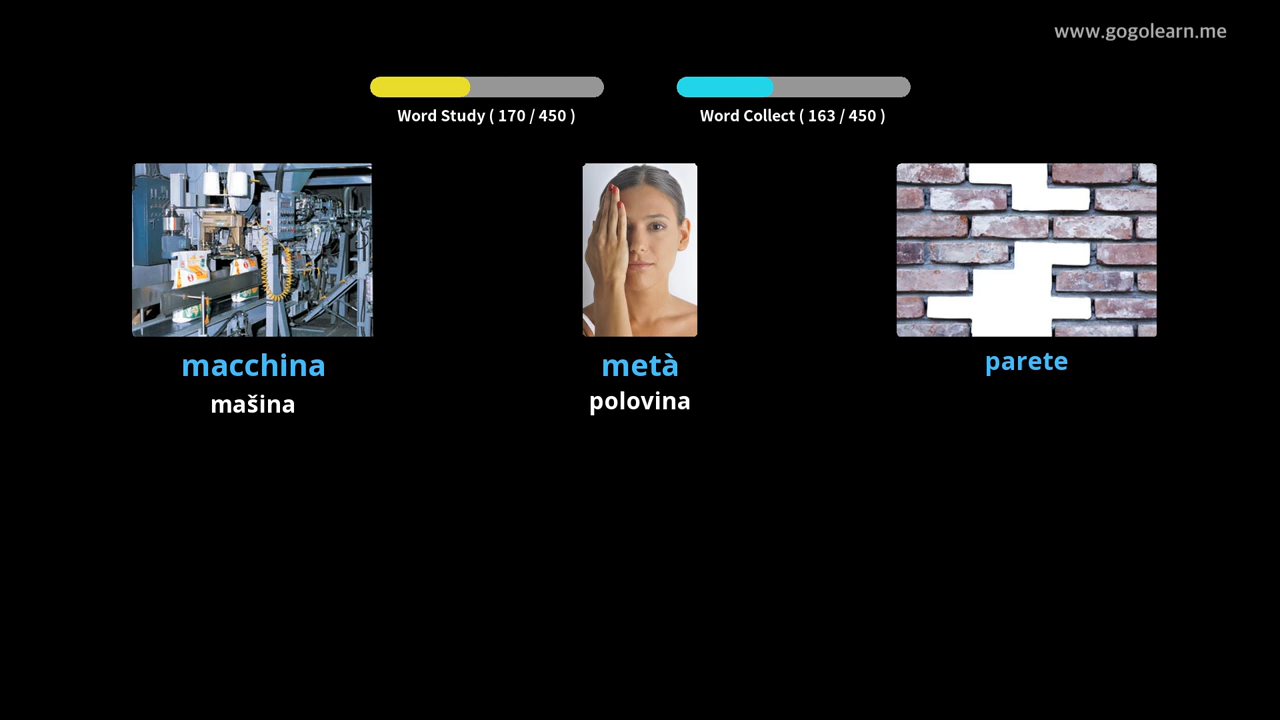 www.gogolearn.me
Word Study ( 170 / 450 )
Word Collect ( 163 / 450 )
macchina
mašina
metà
polovina
parete